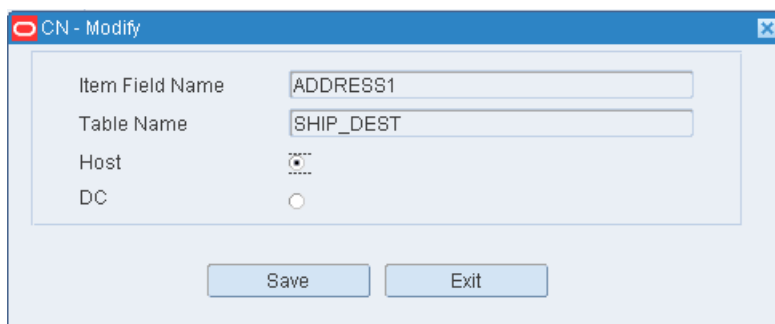 CN - Modify
Item Field Name ADDRESS1
Table Name SHIP_DEST
Host
DC
Save Exit